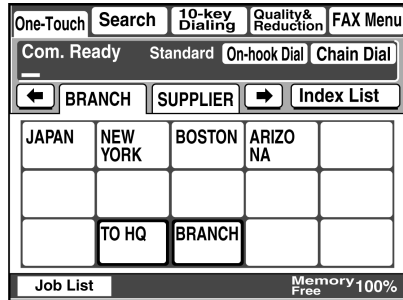 One-Touch Search 10-key Dialing Quality& Reduction FAX Menu
Com. Ready Standard On-hook Dial Chain Dial
BRANCH SUPPLIER Index List
JAPAN NEW YORK BOSTON ARIZO NA
TO HQ BRANCH
Job List Memory Free 100%